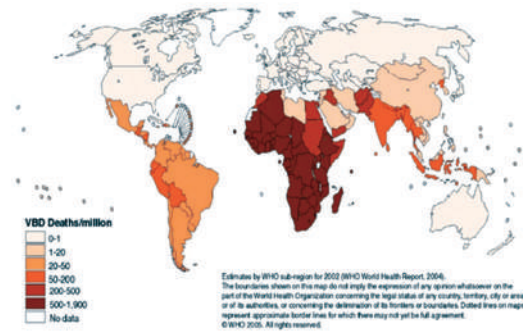 VBD Deaths/million
0-1
1-20
20-50
50-200
200-500
500-1,900
No data
Estimates by WHO sub-region for 2002 (WHO World Health Report, 2004).
The boundaries shown on this map do not imply the expression of any opinion whatsoever on the
part of the World Health Organization concerning the legal status of any country, territory, city or area
or of its authorities, or concerning the delimitation of its frontiers or boundaries. Dotted lines on maps
represent approximate border lines for which there may not yet be full agreement.
© WHO 2005. All rights reserved.